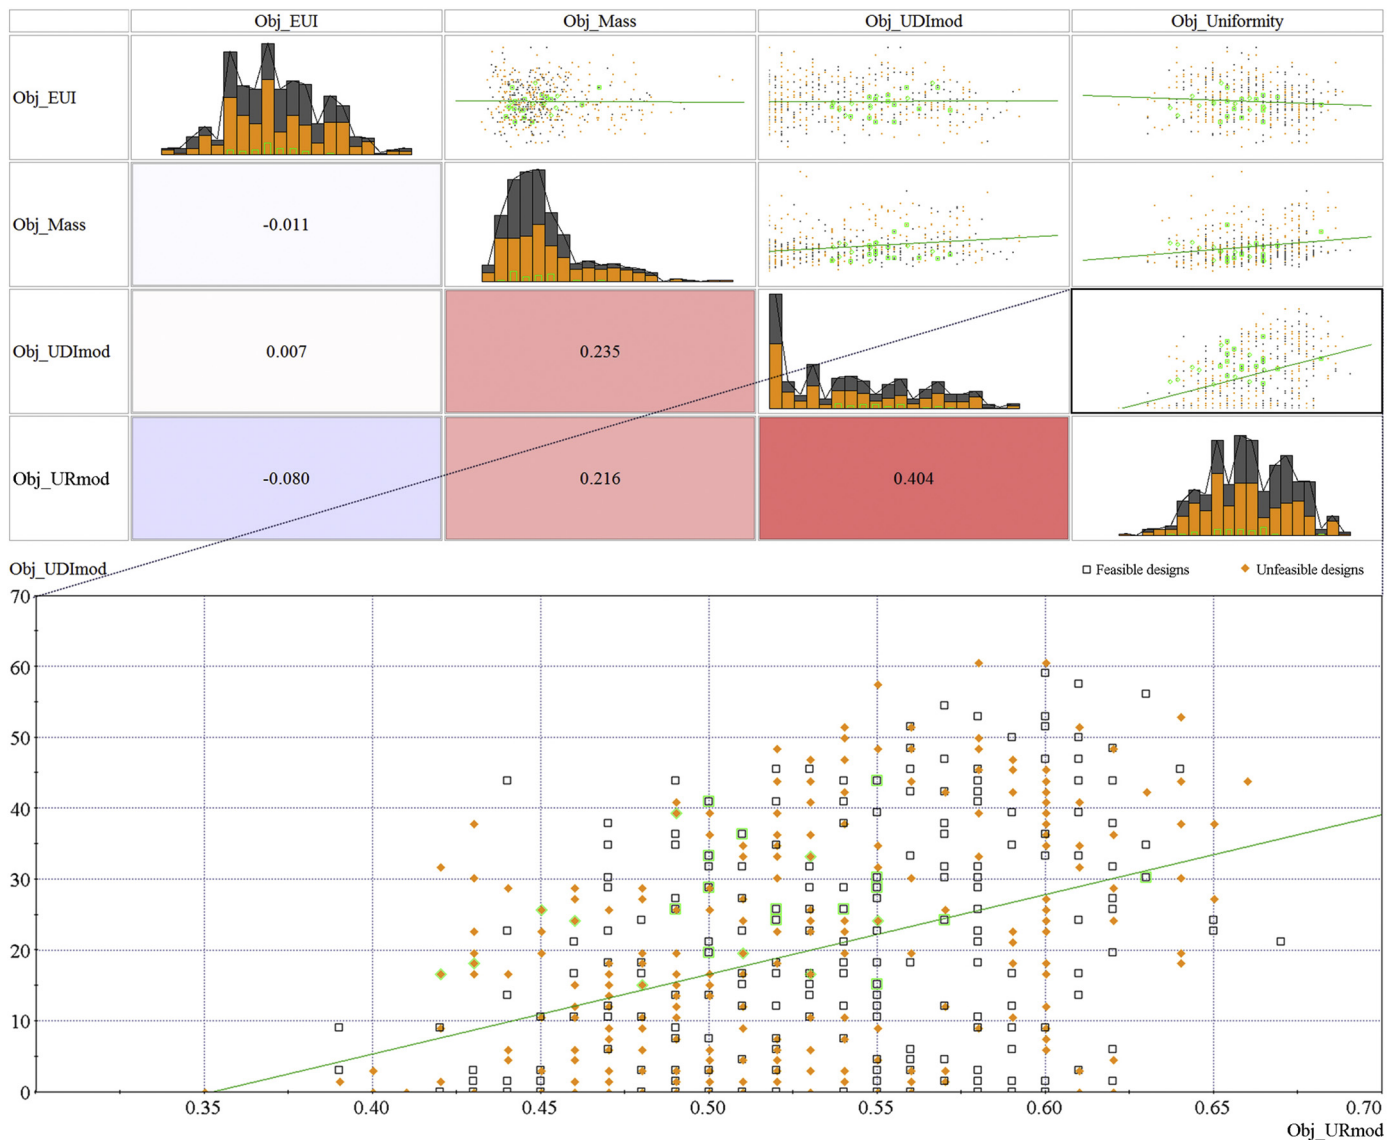 Obj_EUI Obj_Mass Obj_UDImod Obj_Uniformity
Obj_EUI
Obj_Mass -0.011
Obj_UDImod 0.007 0.235
Obj_URmod -0.080 0.216 0.404
Obj_UDImod
Feasible designs Unfeasible designs
70
60
50
40
30
20
10
0
0.35 0.40 0.45 0.50 0.55 0.60 0.65 0.70
Obj_URmod